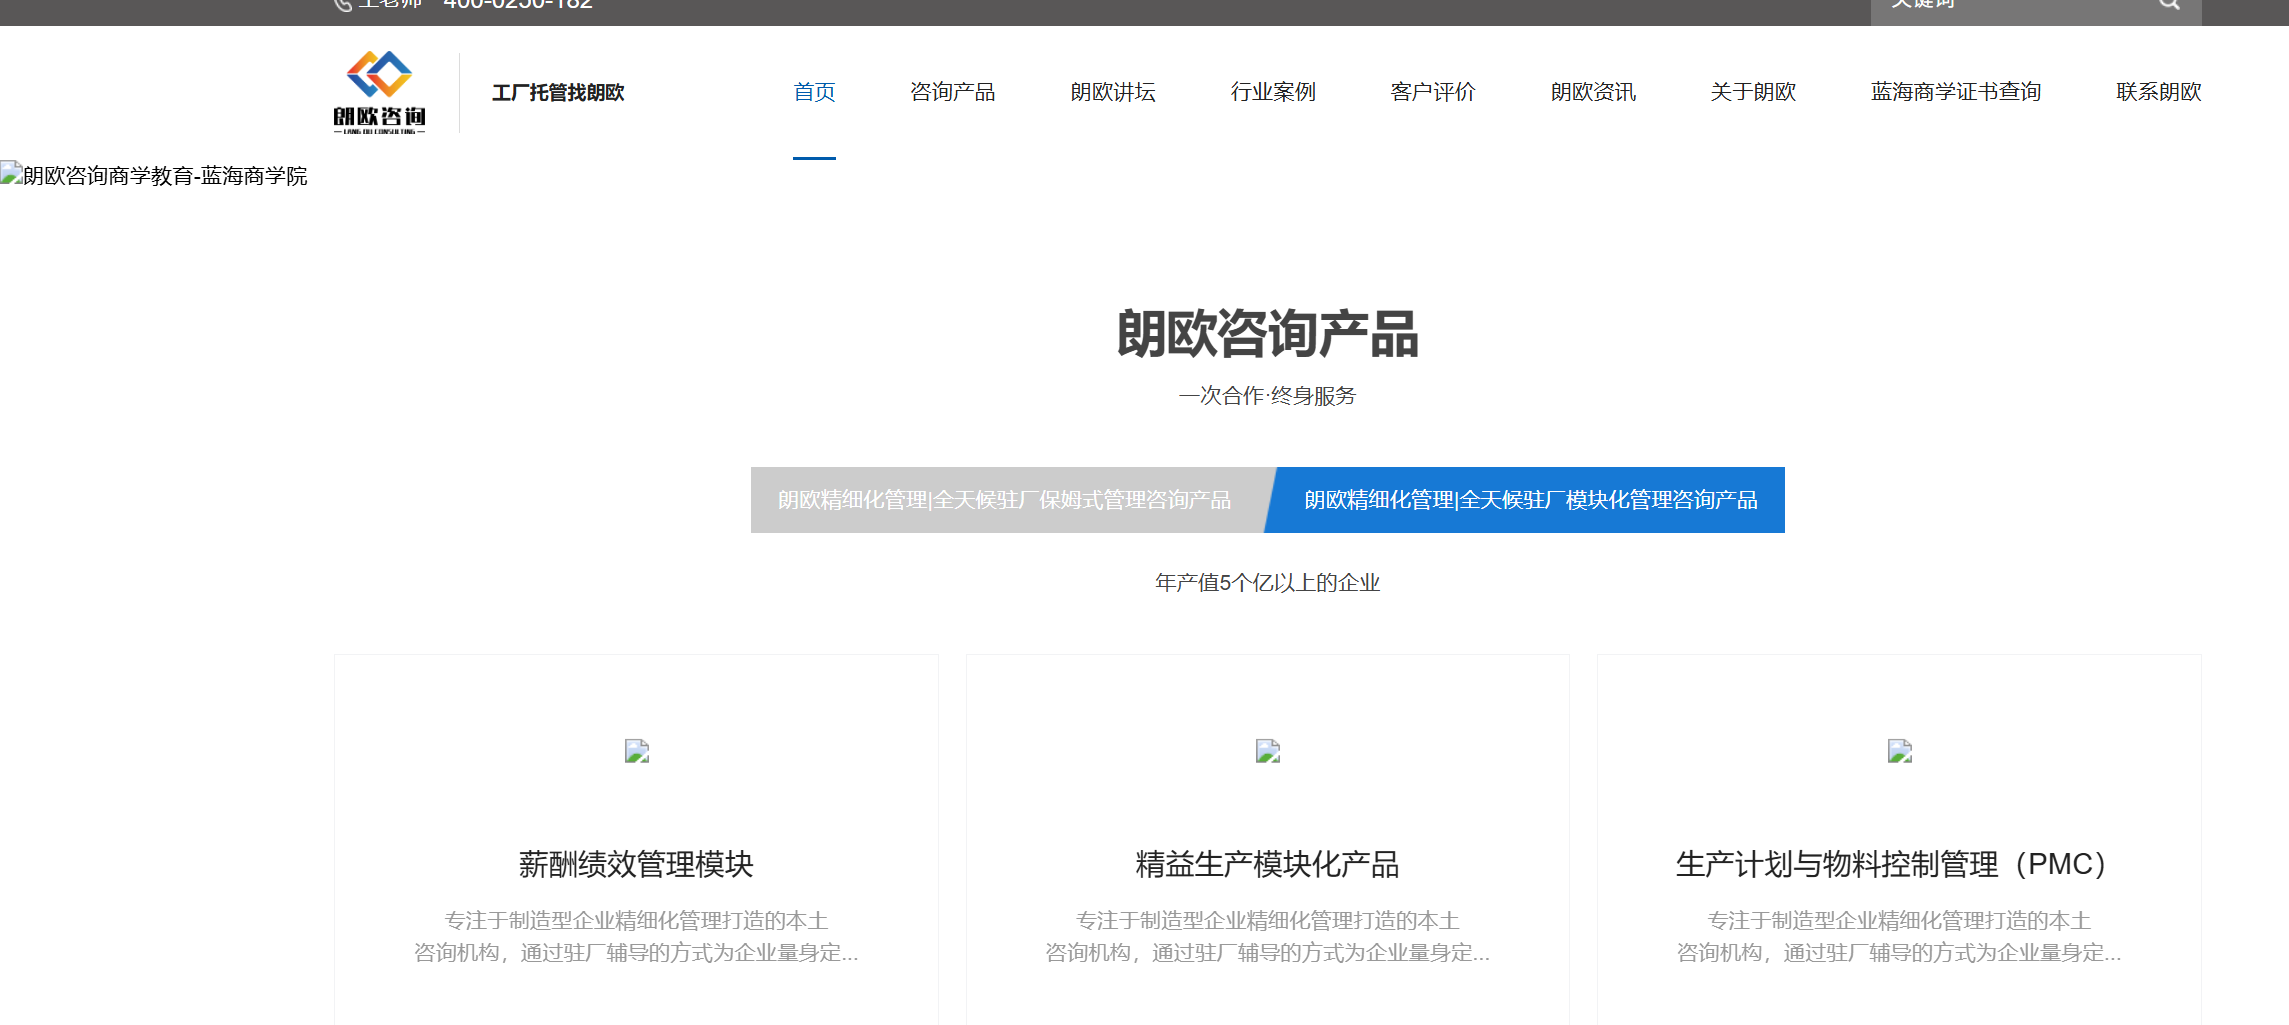 400-0250-182
关键词
朗欧咨询
LANG OU CONSULTING
工厂托管找朗欧
首页
咨询产品
朗欧讲坛
行业案例
客户评价
朗欧资讯
关于朗欧
蓝海商学证书查询
联系朗欧
朗欧咨询商学教育-蓝海商学院
朗欧咨询产品
一次合作·终身服务
朗欧精细化管理|全天候驻厂保姆式管理咨询产品
朗欧精细化管理|全天候驻厂模块化管理咨询产品
年产值5个亿以上的企业
薪酬绩效管理模块
专注于制造型企业精细化管理打造的本土
咨询机构，通过驻厂辅导的方式为企业量身定...
精益生产模块化产品
专注于制造型企业精细化管理打造的本土
咨询机构，通过驻厂辅导的方式为企业量身定...
生产计划与物料控制管理（PMC）
专注于制造型企业精细化管理打造的本土
咨询机构，通过驻厂辅导的方式为企业量身定...